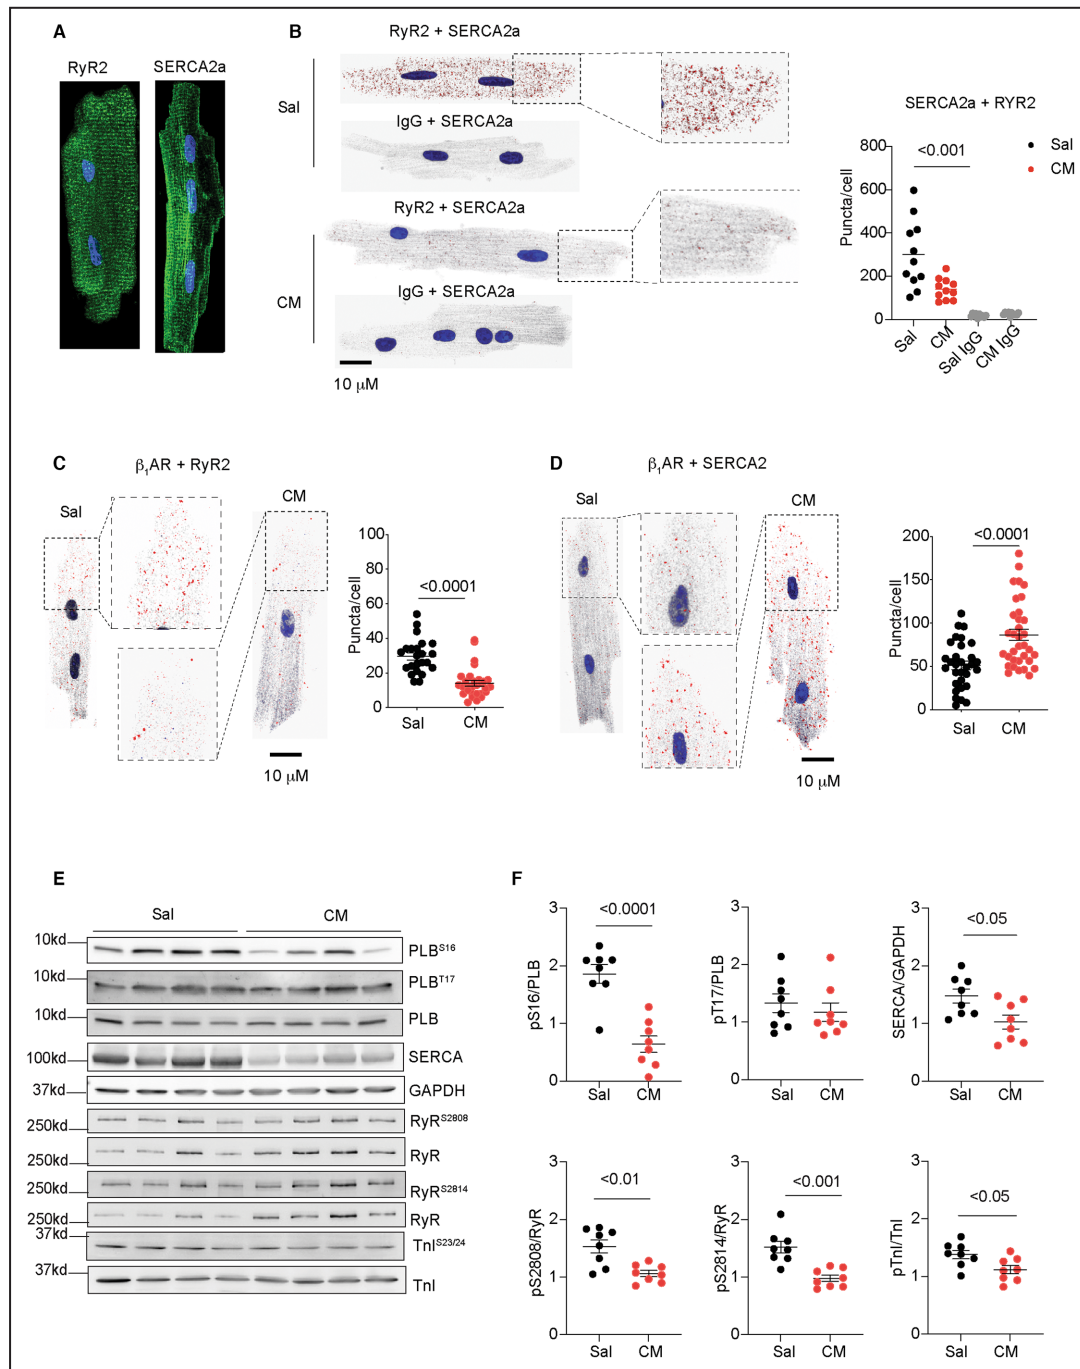 A
RyR2
SERCA2a
B
RyR2 + SERCA2a
Sal
IgG + SERCA2a
RyR2 + SERCA2a
CM
IgG + SERCA2a
10 μM
SERCA2a + RYR2
Puncta/cell
800
600
400
200
0
<0.001
Sal
CM
Sal
CM
Sal IgG
CM IgG
C
β₁AR + RyR2
Sal
CM
10 μM
Puncta/cell
100
80
60
40
20
0
<0.0001
Sal
CM
D
β₁AR + SERCA2
Sal
CM
10 μM
Puncta/cell
200
150
100
50
0
<0.0001
Sal
CM
E
Sal
CM
10kd
PLBˢ¹⁶
10kd
PLBᵀ¹⁷
10kd
PLB
100kd
SERCA
37kd
GAPDH
250kd
RyRˢ²⁸⁰⁸
250kd
RyR
250kd
RyRˢ²⁸¹⁴
250kd
RyR
37kd
TnIˢ²³/²⁴
37kd
TnI
F
pS16/PLB
3
2
1
0
<0.0001
Sal
CM
pT17/PLB
3
2
1
0
Sal
CM
SERCA/GAPDH
3
2
1
0
<0.05
Sal
CM
pS2808/RyR
3
2
1
0
<0.01
Sal
CM
pS2814/RyR
3
2
1
0
<0.001
Sal
CM
pTnI/TnI
3
2
1
0
<0.05
Sal
CM